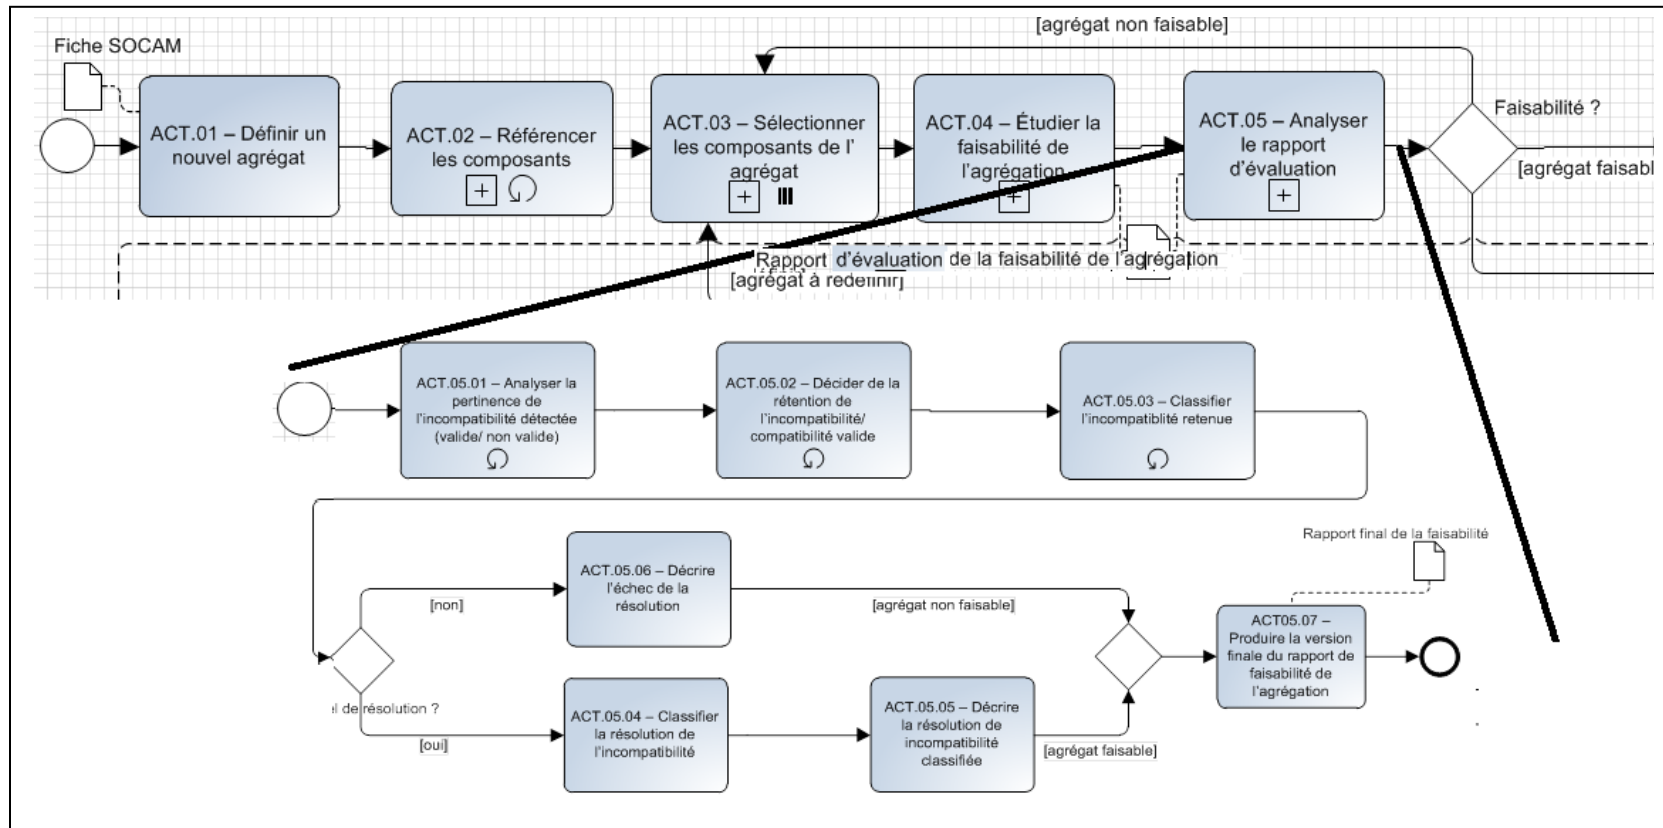 [agrégat non faisable]
Fiche SOCAM
ACT.01 – Définir un
nouvel agrégat
ACT.02 – Référencer
les composants
ACT.03 – Sélectionner
les composants de l'
agrégat
ACT.04 – Étudier la
faisabilité de
l'agrégation
ACT.05 – Analyser
le rapport
d'évaluation
Faisabilité ?
[agrégat faisabl
Rapport d'évaluation de la faisabilité de l'agrégation
[agrégat à redéfinir]
ACT.05.01 – Analyser la
pertinence de
l'incompatibilité détectée
(valide/ non valide)
ACT.05.02 – Décider de la
rétention de
l'incompatibilité/
compatibilité valide
ACT.05.03 – Classifier
l'incompatiblité retenue
Rapport final de la faisabilité
ACT.05.06 – Décrire
l'échec de la
résolution
[non]
[agrégat non faisable]
ACT05.07 –
Produire la version
finale du rapport de
faisabilité de
l'agrégation
el de résolution ?
[oui]
ACT.05.04 – Classifier
la résolution de
l'incompatibilité
ACT.05.05 – Décrire
la résolution de
incompatibilité
classifiée
[agrégat faisable]